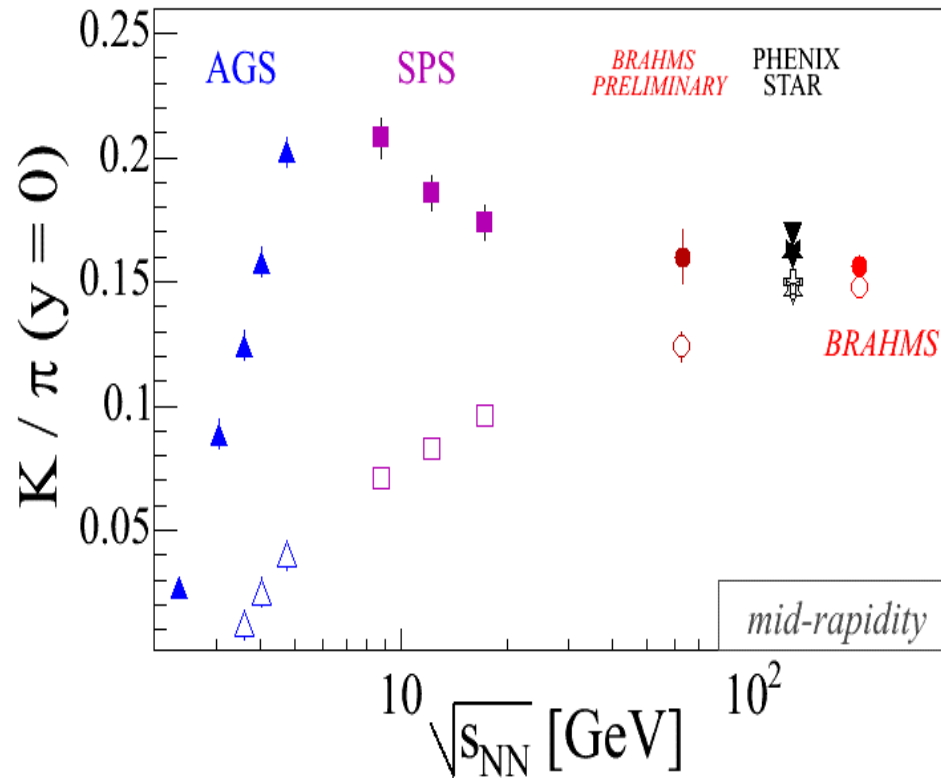 0.25
0.2
0.15
0.1
0.05
K / π (y = 0)
AGS
SPS
BRAHMS
PRELIMINARY
PHENIX
STAR
BRAHMS
mid-rapidity
10
10²
√s_NN [GeV]